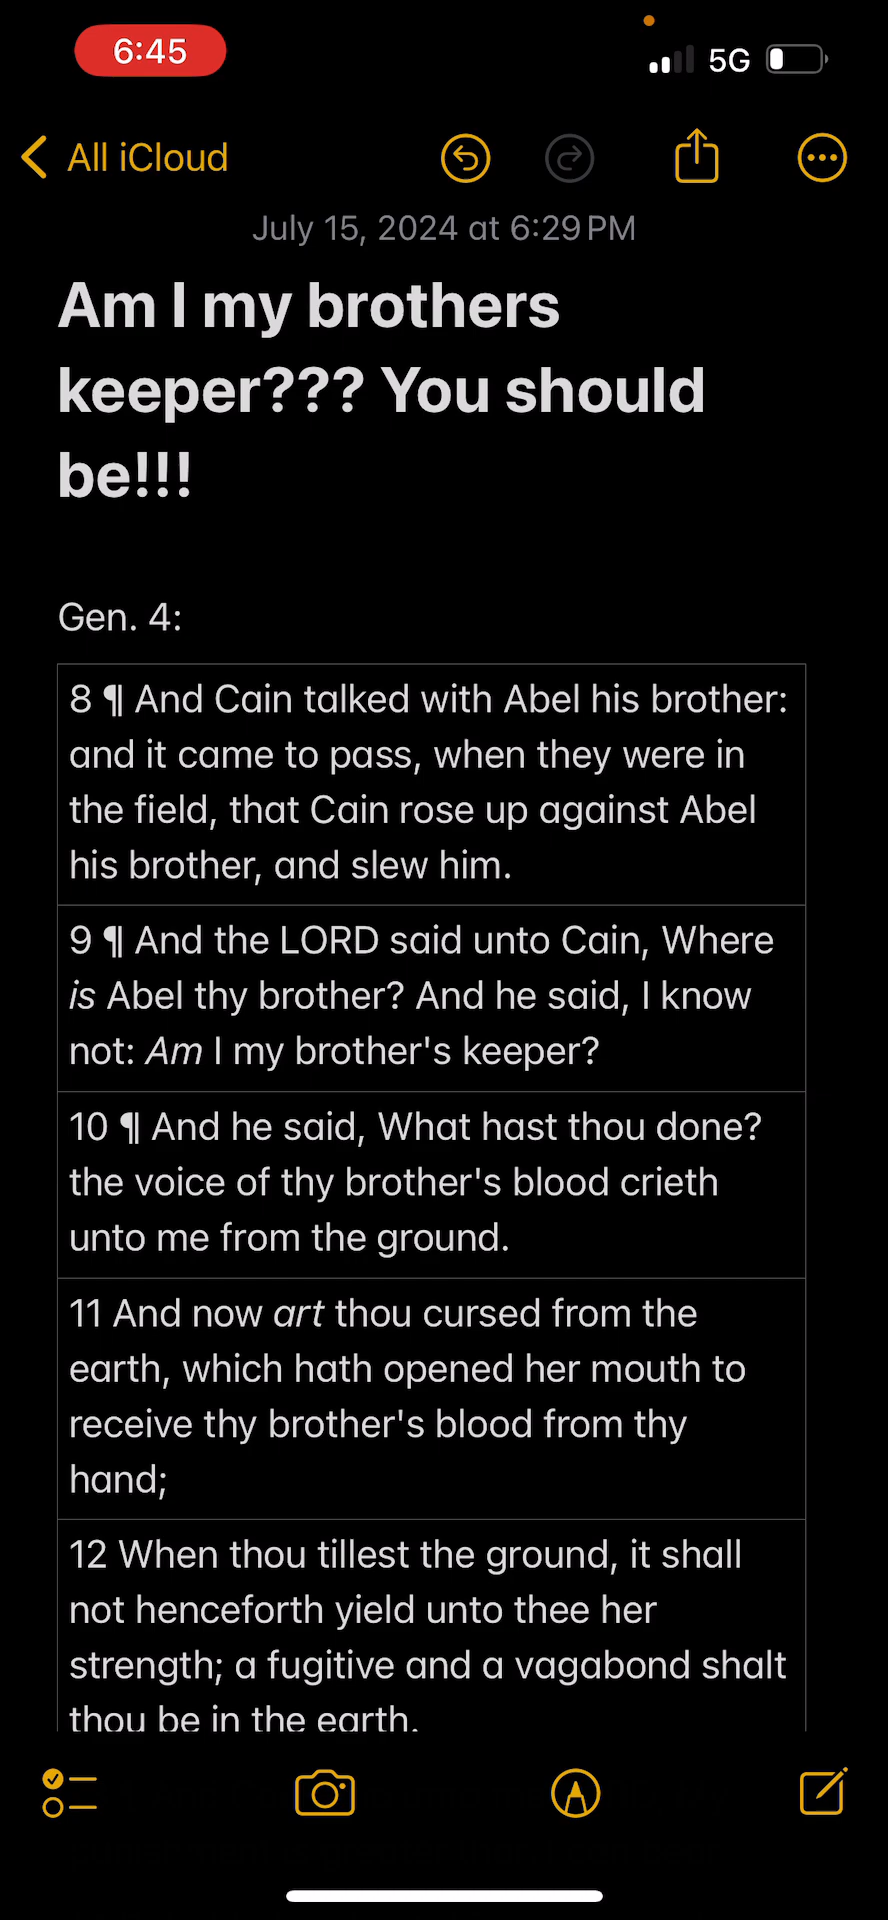 6:45
5G
All iCloud
July 15, 2024 at 6:29 PM
Am I my brothers
keeper??? You should
be!!!
Gen. 4:
8 ¶ And Cain talked with Abel his brother:
and it came to pass, when they were in
the field, that Cain rose up against Abel
his brother, and slew him.
9 ¶ And the LORD said unto Cain, Where
is Abel thy brother? And he said, I know
not: Am I my brother's keeper?
10 ¶ And he said, What hast thou done?
the voice of thy brother's blood crieth
unto me from the ground.
11 And now art thou cursed from the
earth, which hath opened her mouth to
receive thy brother's blood from thy
hand;
12 When thou tillest the ground, it shall
not henceforth yield unto thee her
strength; a fugitive and a vagabond shalt
thou be in the earth.